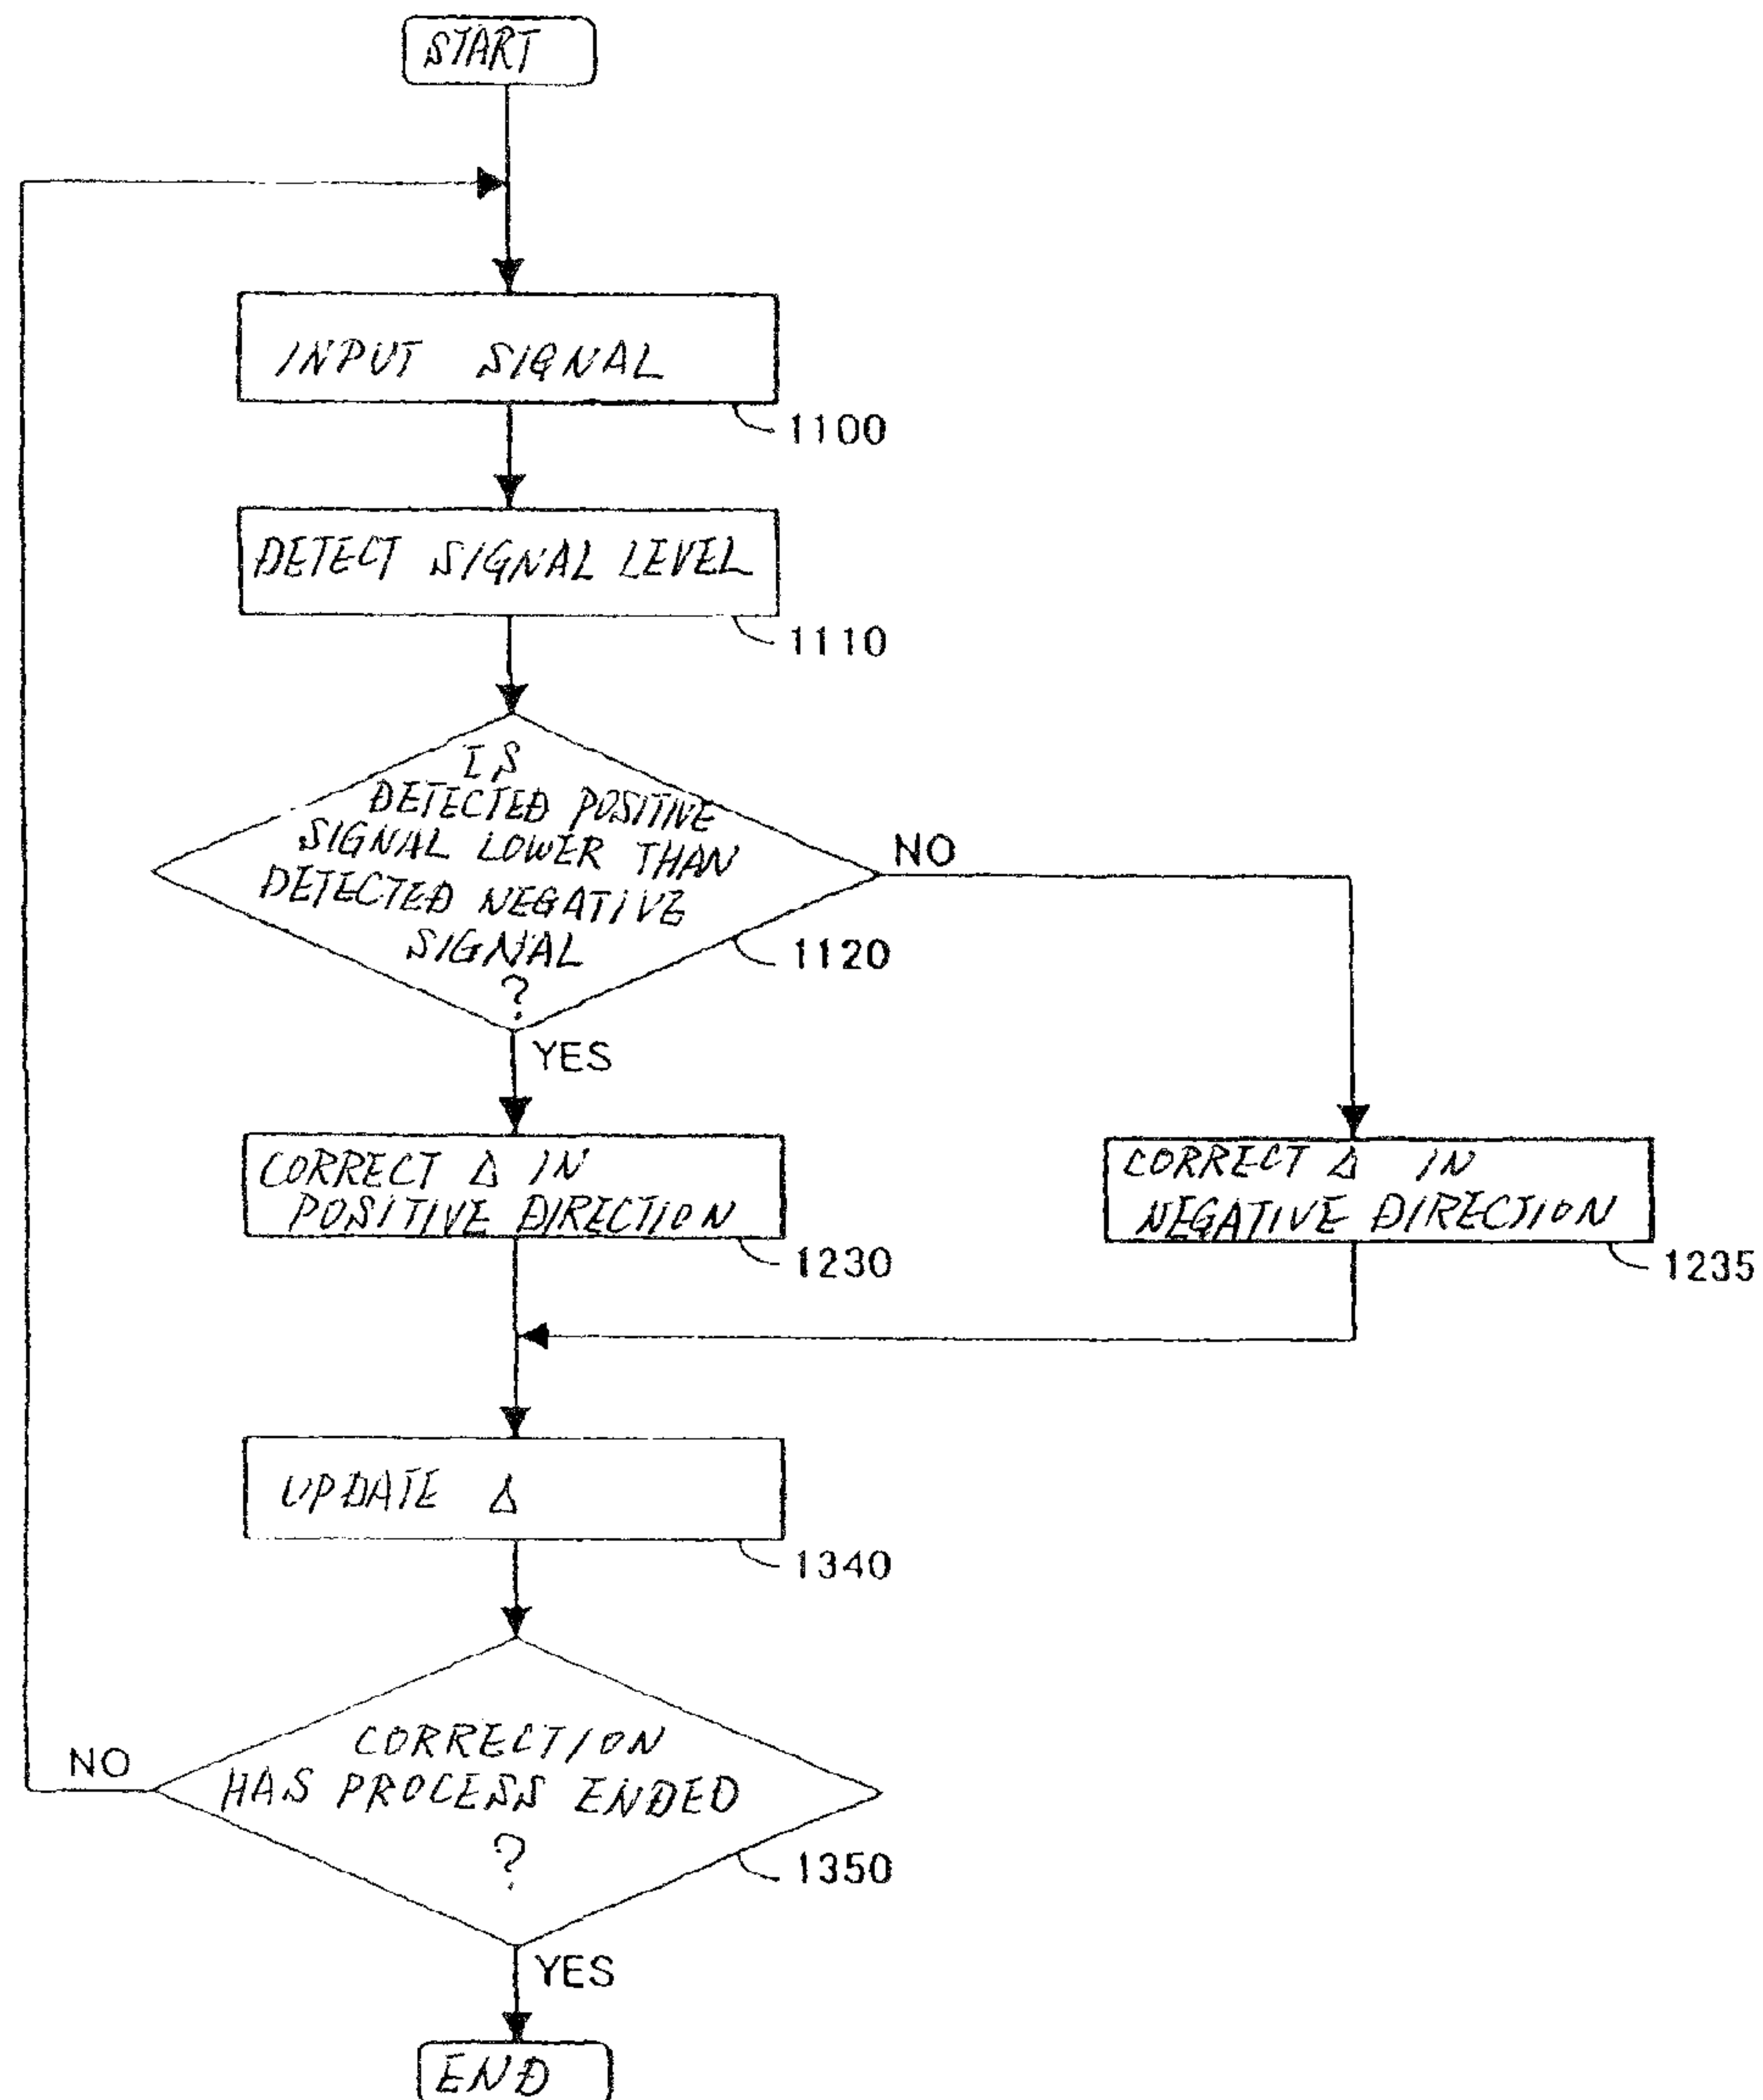 START
INPUT SIGNAL
1100
DETECT SIGNAL LEVEL
1110
IS
DETECTED POSITIVE
SIGNAL LOWER THAN
DETECTED NEGATIVE
SIGNAL
?
1120
NO
YES
CORRECT Δ IN
POSITIVE DIRECTION
1230
CORRECT Δ IN
NEGATIVE DIRECTION
1235
UPDATE Δ
1340
CORRECTION
HAS PROCESS ENDED
?
1350
NO
YES
END